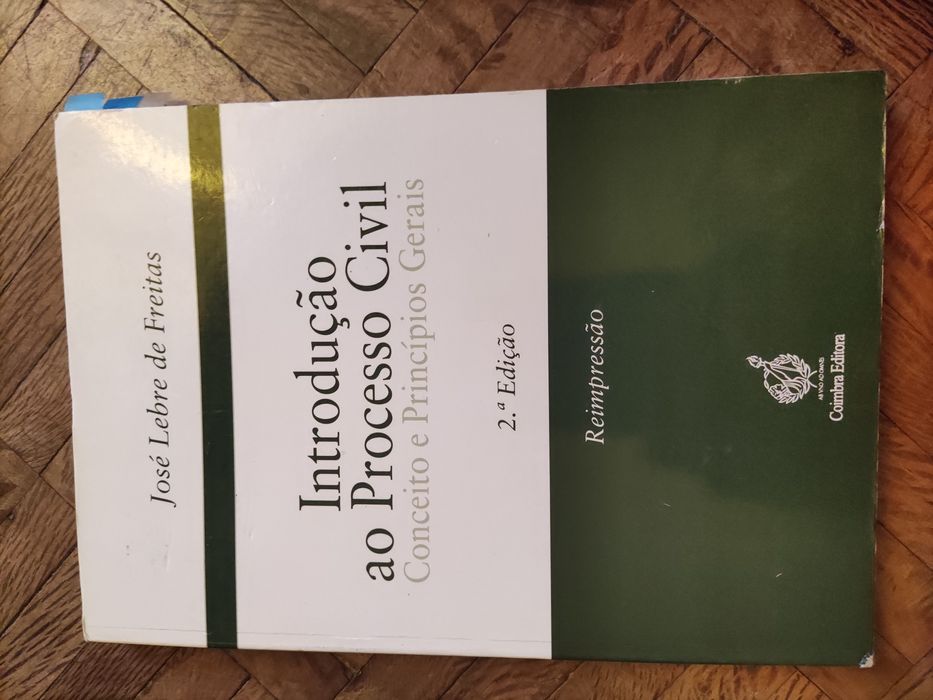 José Lebre de Freitas
Introdução
ao Processo Civil
Conceito e Princípios Gerais
2.ª Edição
Reimpressão
Coimbra Editora